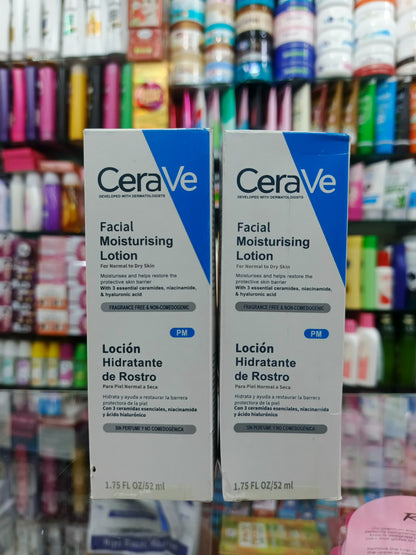 CeraVe
DEVELOPED WITH DERMATOLOGISTS
Facial
Moisturising
Lotion
For Normal to Dry Skin
Moisturises and helps restore the
protective skin barrier
With 3 essential ceramides, niacinamide,
& hyaluronic acid
FRAGRANCE FREE & NON-COMEDOGENIC
PM
Loción
Hidratante
de Rostro
Para Piel Normal a Seca
Hidrata y ayuda a restaurar la barrera
protectora de la piel
Con 3 ceramidas esenciales, niacinamida
y ácido hialurónico
SIN PERFUME Y NO COMEDOGÉNICA
1.75 FL OZ/52 ml
CeraVe
DEVELOPED WITH DERMATOLOGISTS
Facial
Moisturising
Lotion
For Normal to Dry Skin
Moisturises and helps restore the
protective skin barrier
With 3 essential ceramides, niacinamide,
& hyaluronic acid
FRAGRANCE FREE & NON-COMEDOGENIC
PM
Loción
Hidratante
de Rostro
Para Piel Normal a Seca
Hidrata y ayuda a restaurar la barrera
protectora de la piel
Con 3 ceramidas esenciales, niacinamida
y ácido hialurónico
SIN PERFUME Y NO COMEDOGÉNICA
1.75 FL OZ/52 ml